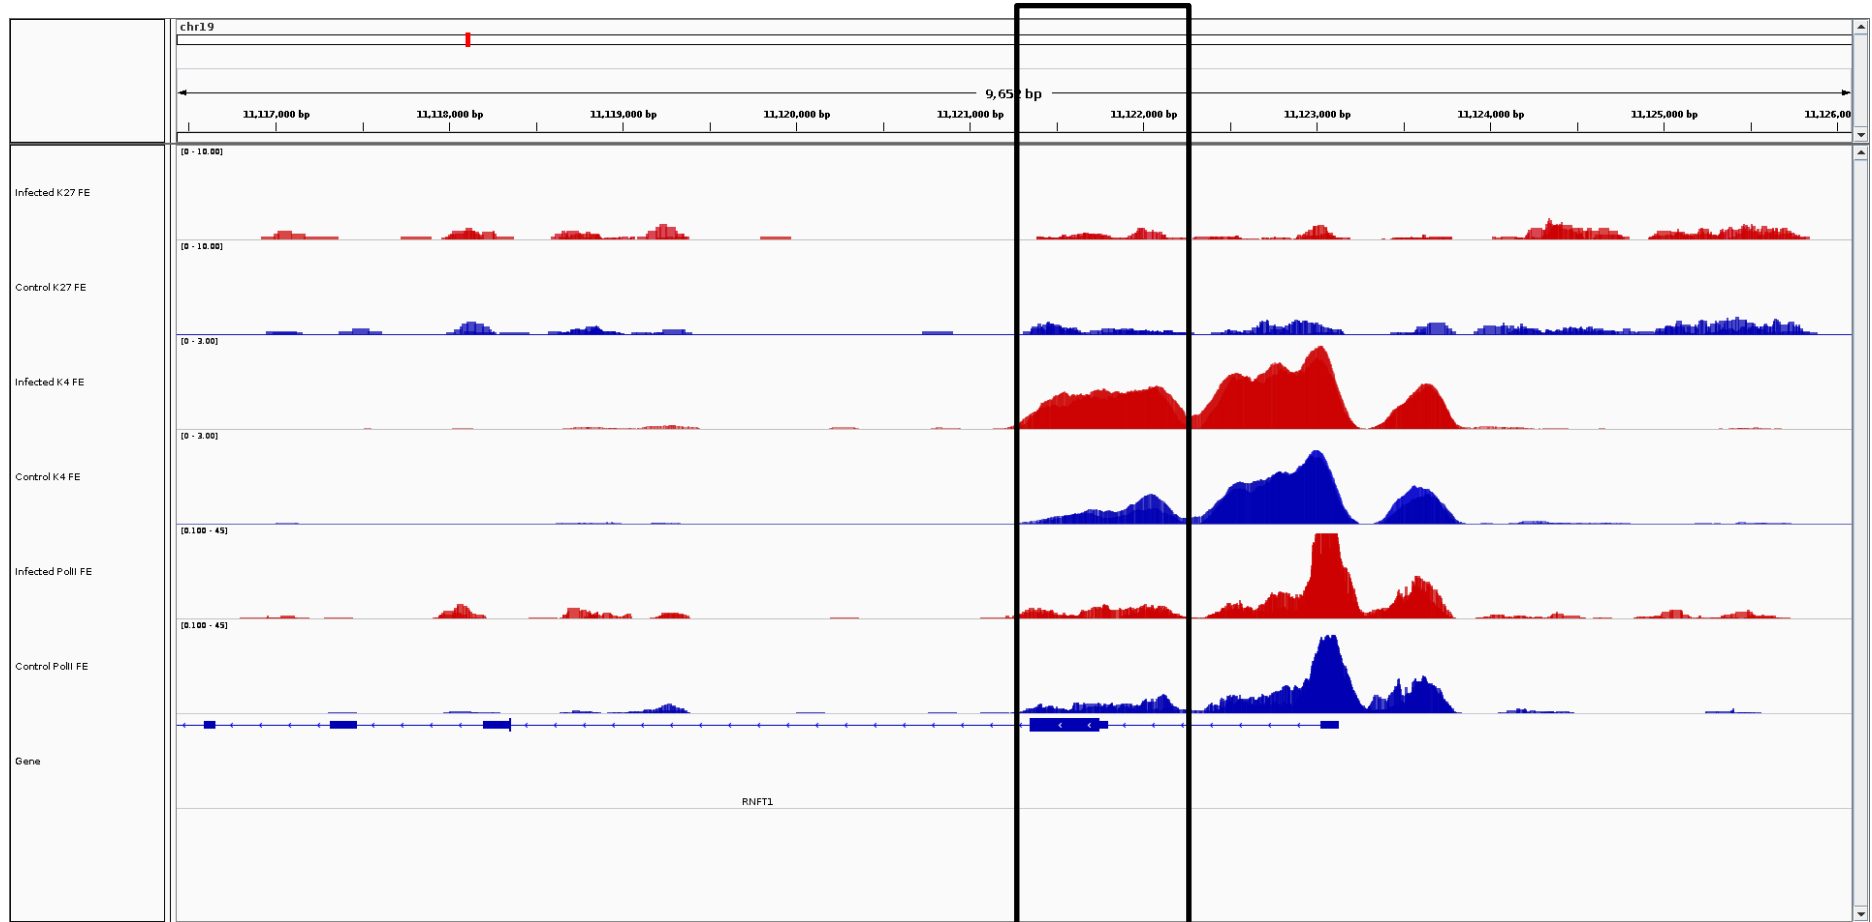 chr19
9,652 bp
11,117,000 bp 11,118,000 bp 11,119,000 bp 11,120,000 bp 11,121,000 bp 11,122,000 bp 11,123,000 bp 11,124,000 bp 11,125,000 bp 11,126,00
[0 - 10.00]
Infected K27 FE
[0 - 10.00]
Control K27 FE
[0 - 3.00]
Infected K4 FE
[0 - 3.00]
Control K4 FE
[0.100 - 45]
Infected PolII FE
[0.100 - 45]
Control PolII FE
Gene
RNFT1